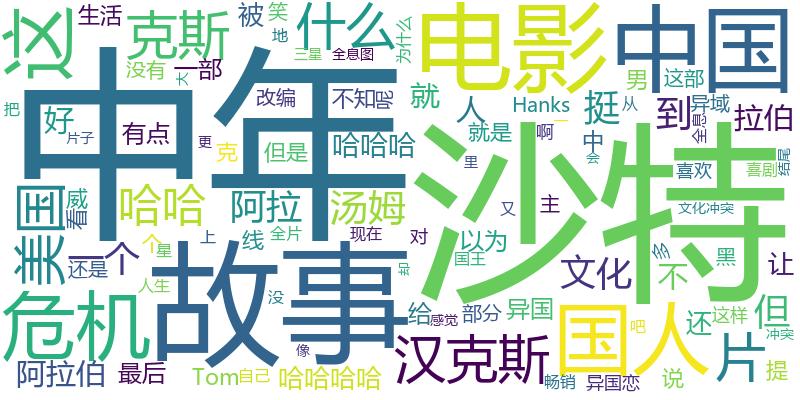 这
生活
克斯
被
笑
地
什么
三星
全息图
为什么
电影
中国
没有
大
一部
把
好
片子
有点
改编
更
克
不知
呢
但是
哈哈哈
就
人
Hanks
就是
啊
挺
男
这部
从
到
异域
全息
拉伯
中年
沙特
中
会
喜欢
喜剧
结尾
里
又
主
文化冲突
美国
威
看
哈哈
阿拉
汤姆
一个
个
星
还是
上
线
全片
现在
对
以为
国王
文化
多
不
黑
让
人生
没
却
故事
危机
给
感觉
部分
异国
国人
还
这样
但
冲突
片
吧
阿拉伯
最后
像
Tom
自己
哈哈哈哈
汉克斯
畅销
异国恋
说
提
一